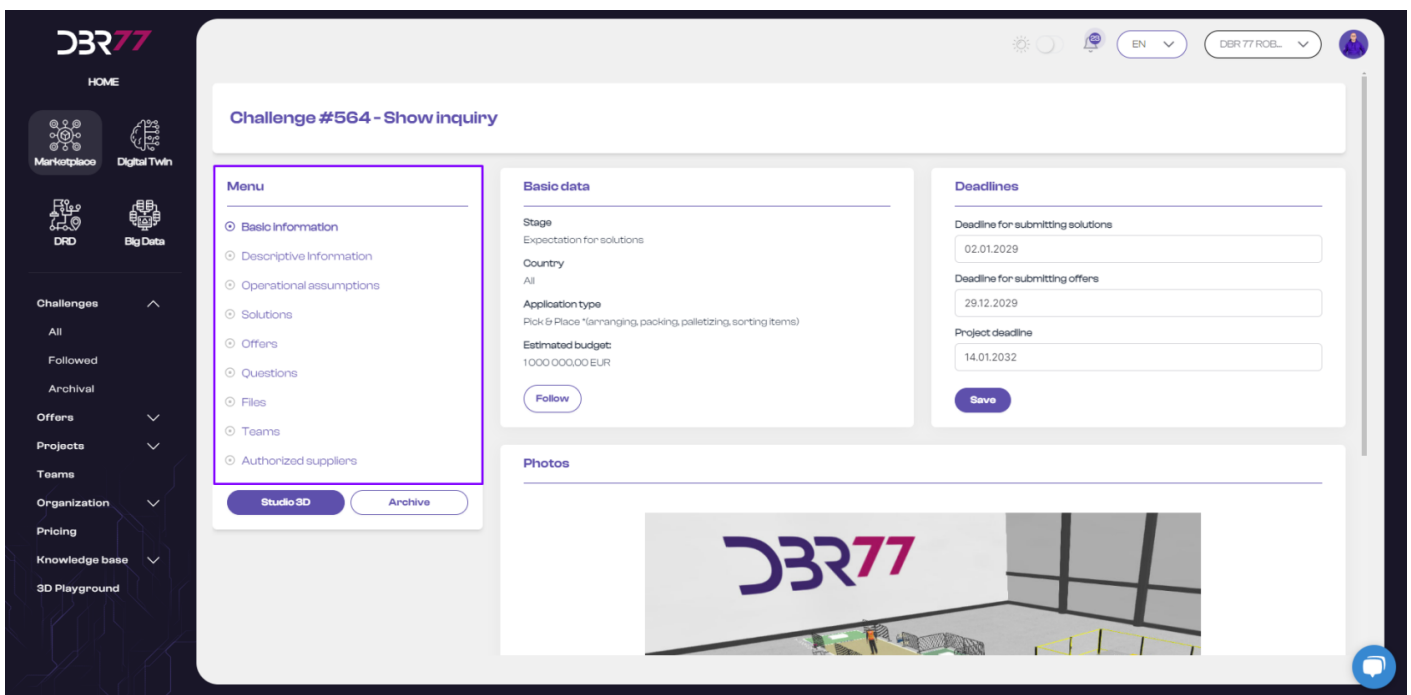 DBR77
HOME
Marketplace
Digital Twin
DRD
Big Data
Challenges
All
Followed
Archival
Offers
Projects
Teams
Organization
Pricing
Knowledge base
3D Playground
EN
DBR 77 ROB...
Challenge #564 - Show inquiry
Menu
Basic information
Descriptive Information
Operational assumptions
Solutions
Offers
Questions
Files
Teams
Authorized suppliers
Studio 3D
Archive
Basic data
Stage
Expectation for solutions
Country
All
Application type
Pick & Place *(arranging, packing, palletizing, sorting items)
Estimated budget:
1 000 000,00 EUR
Follow
Deadlines
Deadline for submitting solutions
02.01.2029
Deadline for submitting offers
29.12.2029
Project deadline
14.01.2032
Save
Photos
DBR77